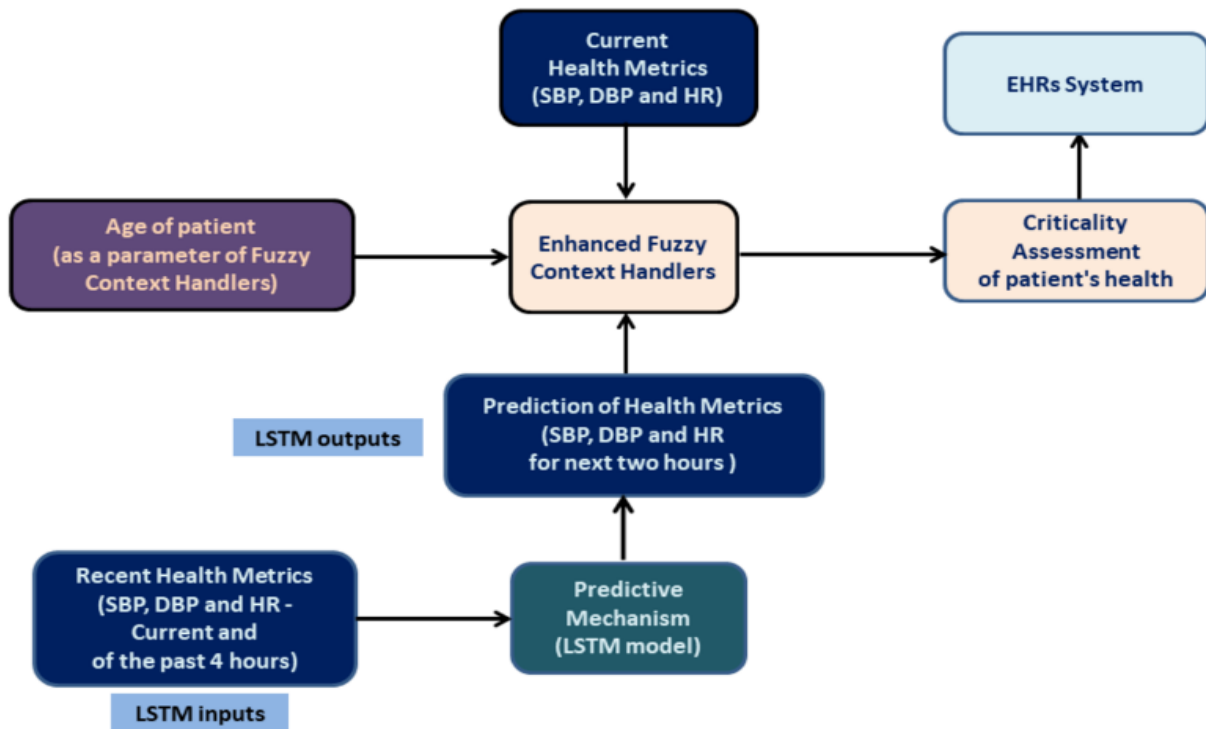 Current
Health Metrics
(SBP, DBP and HR)
EHRs System
Age of patient
(as a parameter of Fuzzy
Context Handlers)
Enhanced Fuzzy
Context Handlers
Criticality
Assessment
of patient's health
LSTM outputs
Prediction of Health Metrics
(SBP, DBP and HR
for next two hours )
Recent Health Metrics
(SBP, DBP and HR -
Current and
of the past 4 hours)
Predictive
Mechanism
(LSTM model)
LSTM inputs